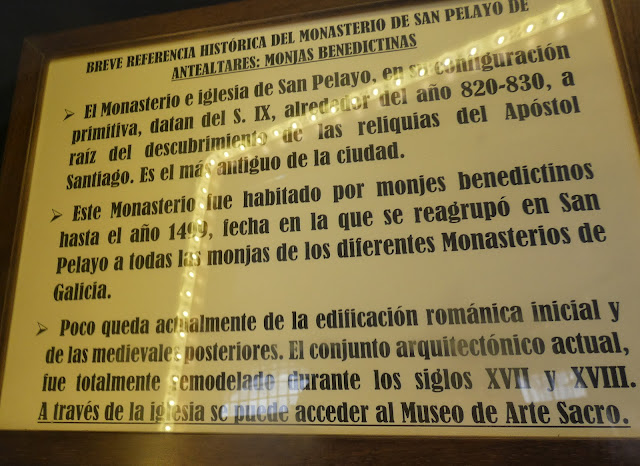 BREVE REFERENCIA HISTÓRICA DEL MONASTERIO DE SAN PELAYO DE
ANTEALTARES: MONJAS BENEDICTINAS
➢ El Monasterio e iglesia de San Pelayo, en su configuración
primitiva, datan del S. IX, alrededor del año 820-830, a
raíz del descubrimiento de las reliquias del Apóstol
Santiago. Es el más antiguo de la ciudad.
➢ Este Monasterio fue habitado por monjes benedictinos
hasta el año 1499, fecha en la que se reagrupó en San
Pelayo a todas las monjas de los diferentes Monasterios de
Galicia.
➢ Poco queda actualmente de la edificación románica inicial y
de las medievales posteriores. El conjunto arquitectónico actual,
fue totalmente remodelado durante los siglos XVII y XVIII.
A través de la iglesia se puede acceder al Museo de Arte Sacro.